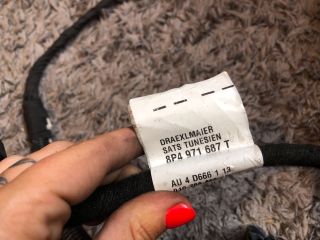 DRAEXLMAIER
SATS TUNESIEN
8P4 971 687 T
AU 4 D666 1 13